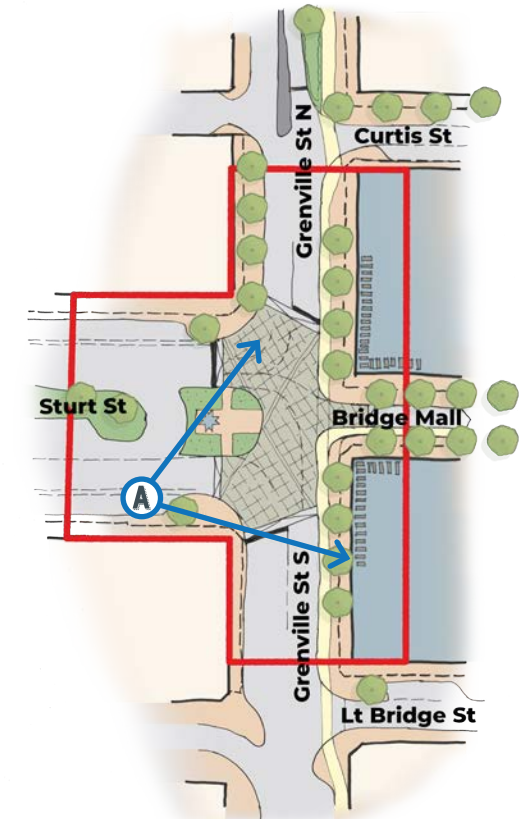 Curtis St
Grenville St N
Sturt St
Bridge Mall
A
Grenville St S
Lt Bridge St